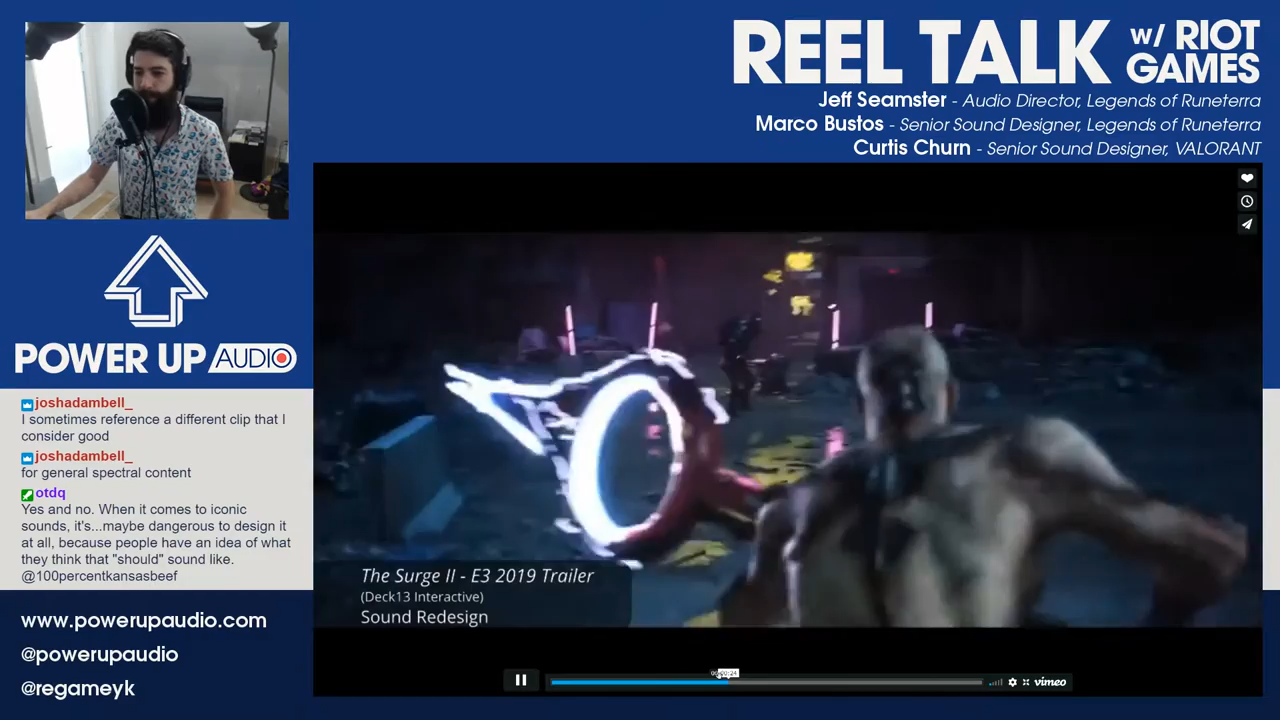 REEL TALK w/ RIOT GAMES
Jeff Seamster - Audio Director, Legends of Runeterra
Marco Bustos - Senior Sound Designer, Legends of Runeterra
Curtis Churn - Senior Sound Designer, VALORANT
POWER UP AUDIO
joshadambell_
I sometimes reference a different clip that I
consider good
joshadambell_
for general spectral content
otdq
Yes and no. When it comes to iconic
sounds, it's...maybe dangerous to design it
at all, because people have an idea of what
they think that "should" sound like.
@100percentkansasbeef
www.powerupaudio.com
@powerupaudio
@regameyk
The Surge II - E3 2019 Trailer
(Deck13 Interactive)
Sound Redesign
vimeo